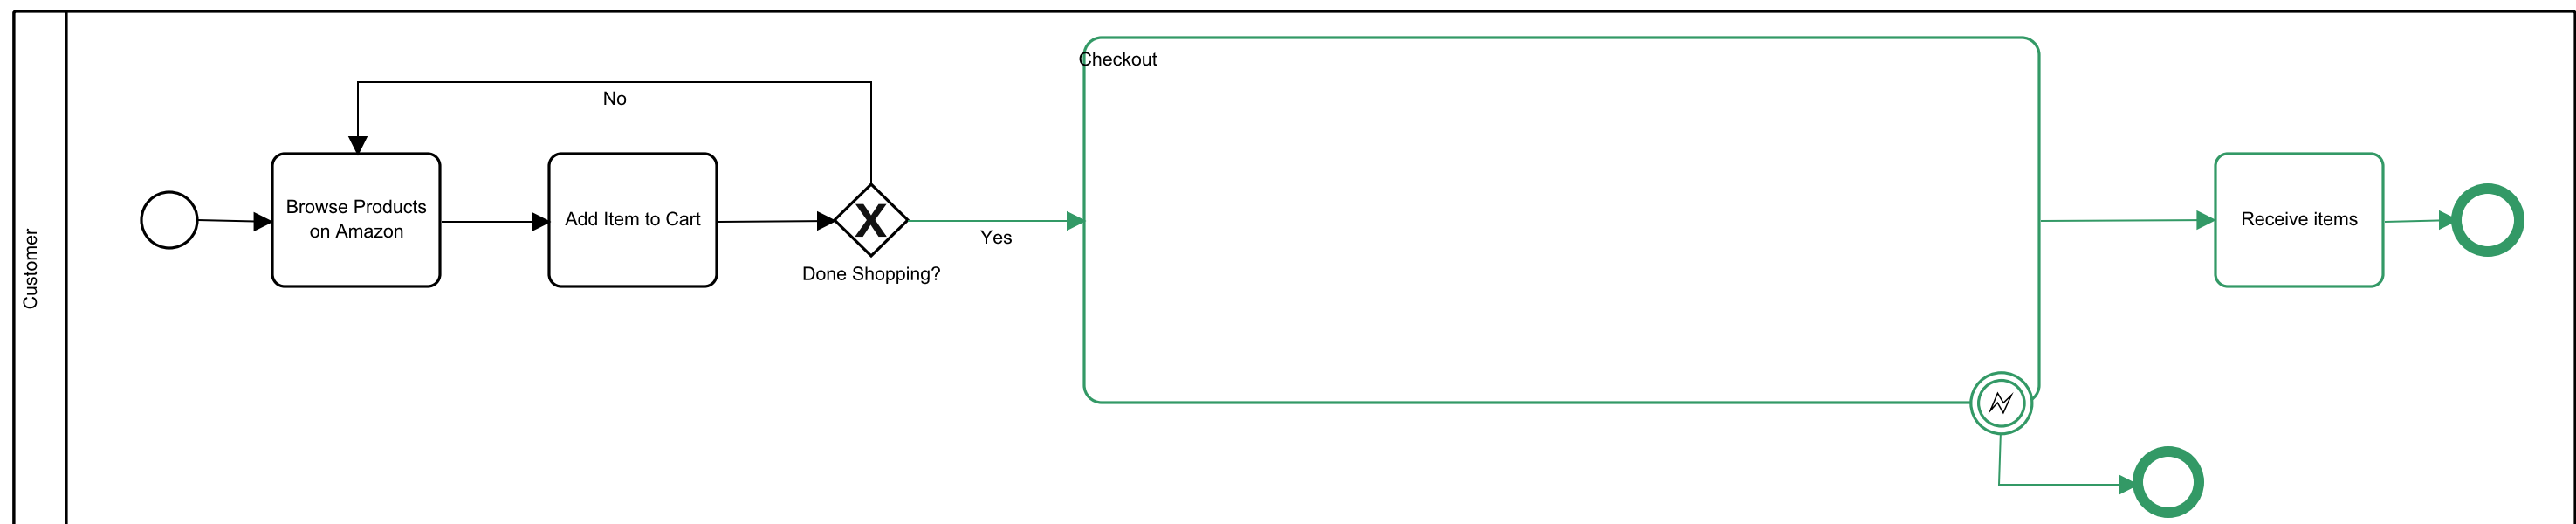 Customer
No
Browse Products
on Amazon
Add Item to Cart
X
Done Shopping?
Yes
Checkout
Receive items